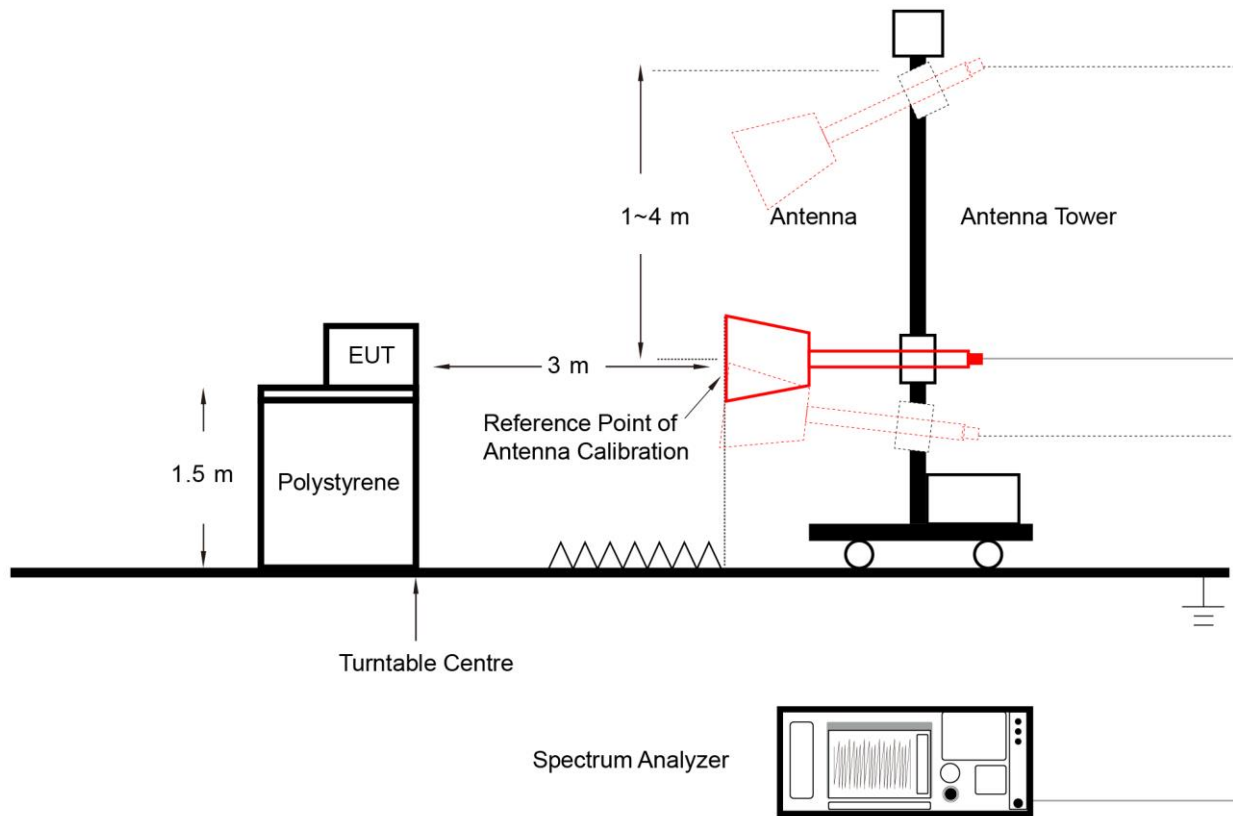 1~4 m
Antenna
Antenna Tower
EUT
3 m
Reference Point of
Antenna Calibration
1.5 m
Polystyrene
Turntable Centre
Spectrum Analyzer